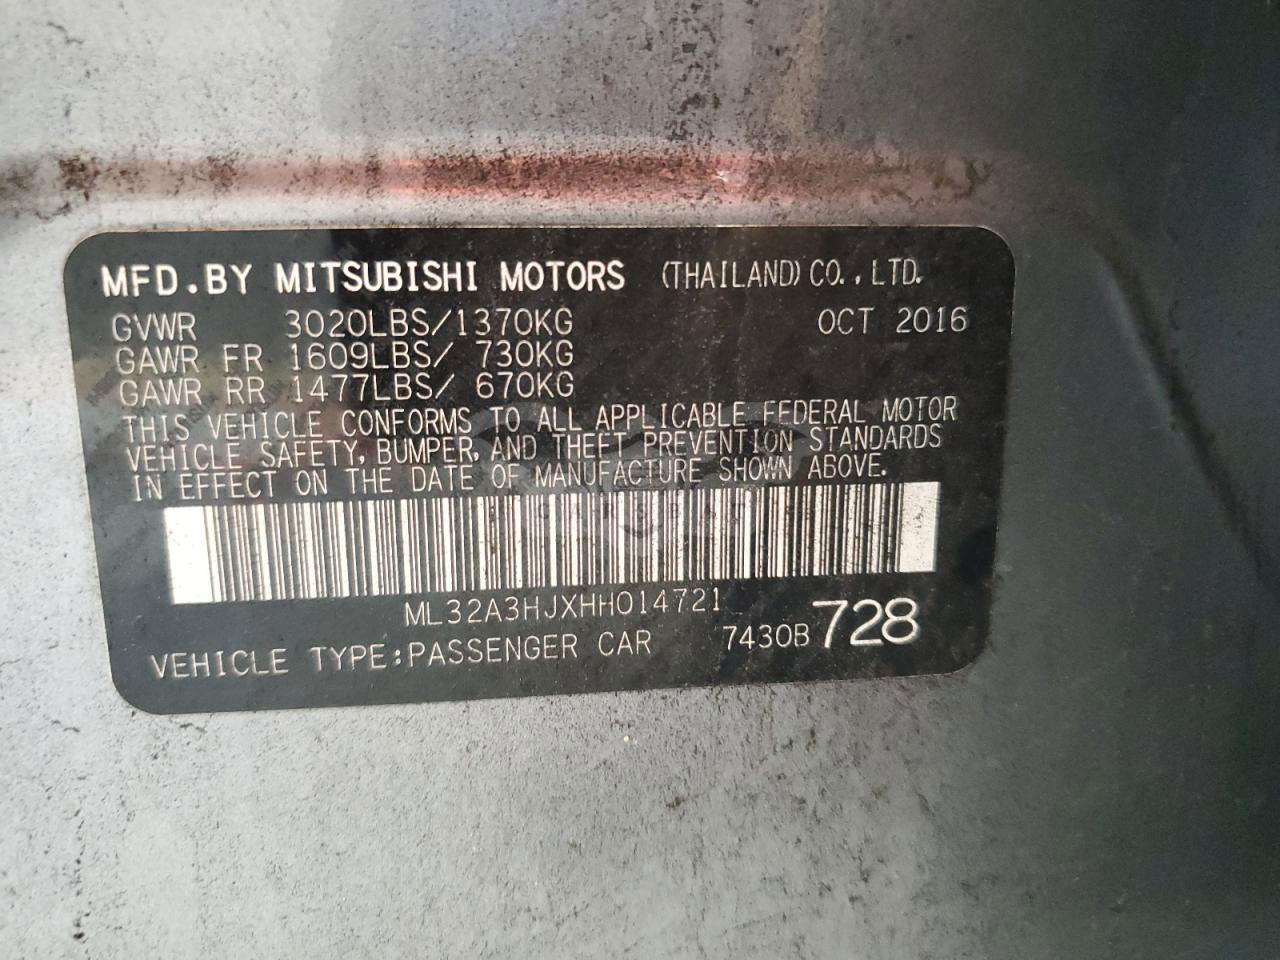 MFD.BY MITSUBISHI MOTORS (THAILAND) CO., LTD.
GVWR 3020LBS/1370KG OCT 2016
GAWR FR 1609LBS/ 730KG
GAWR RR 1477LBS/ 670KG
THIS VEHICLE CONFORMS TO ALL APPLICABLE FEDERAL MOTOR
VEHICLE SAFETY, BUMPER, AND THEFT PREVENTION STANDARDS
IN EFFECT ON THE DATE OF MANUFACTURE SHOWN ABOVE.
ML32A3HJXHH014721
VEHICLE TYPE:PASSENGER CAR 7430B 728